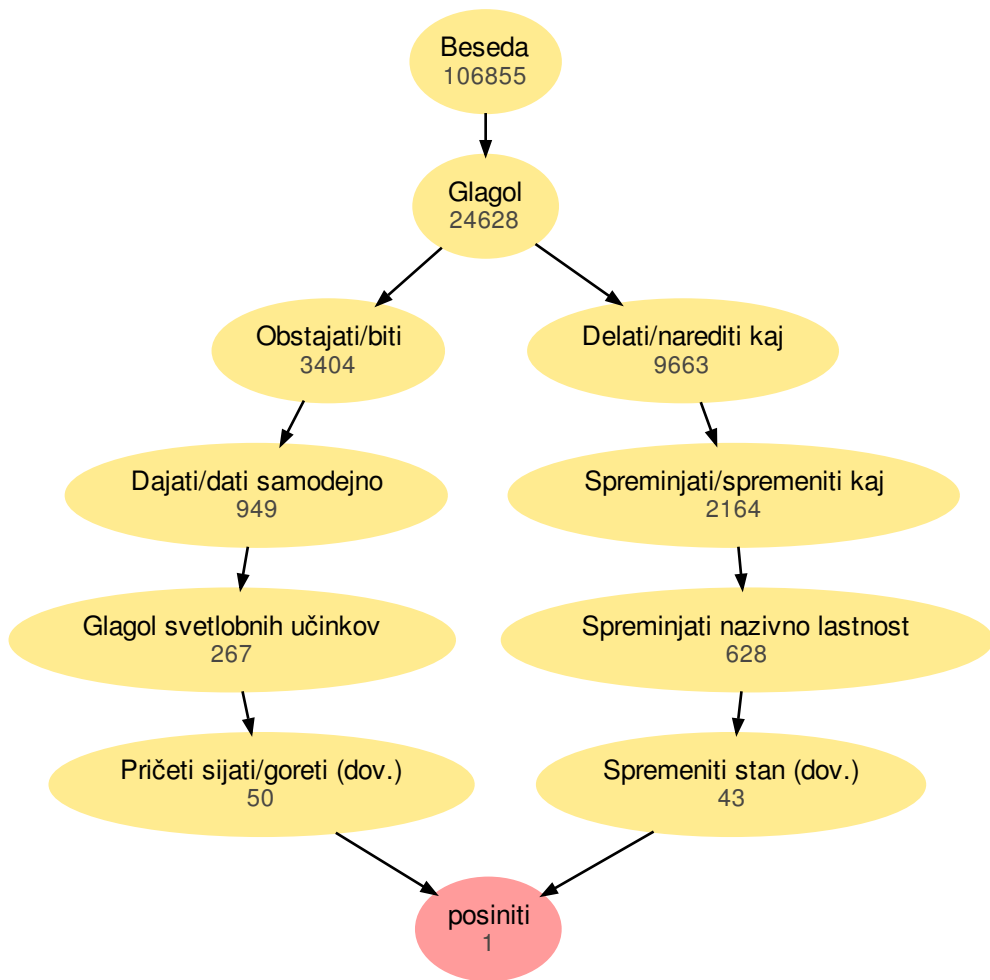 Beseda
106855
Glagol
24628
Obstajati/biti
3404
Delati/narediti kaj
9663
Dajati/dati samodejno
949
Spreminjati/spremeniti kaj
2164
Glagol svetlobnih učinkov
267
Spreminjati nazivno lastnost
628
Pričeti sijati/goreti (dov.)
50
Spremeniti stan (dov.)
43
posiniti
1